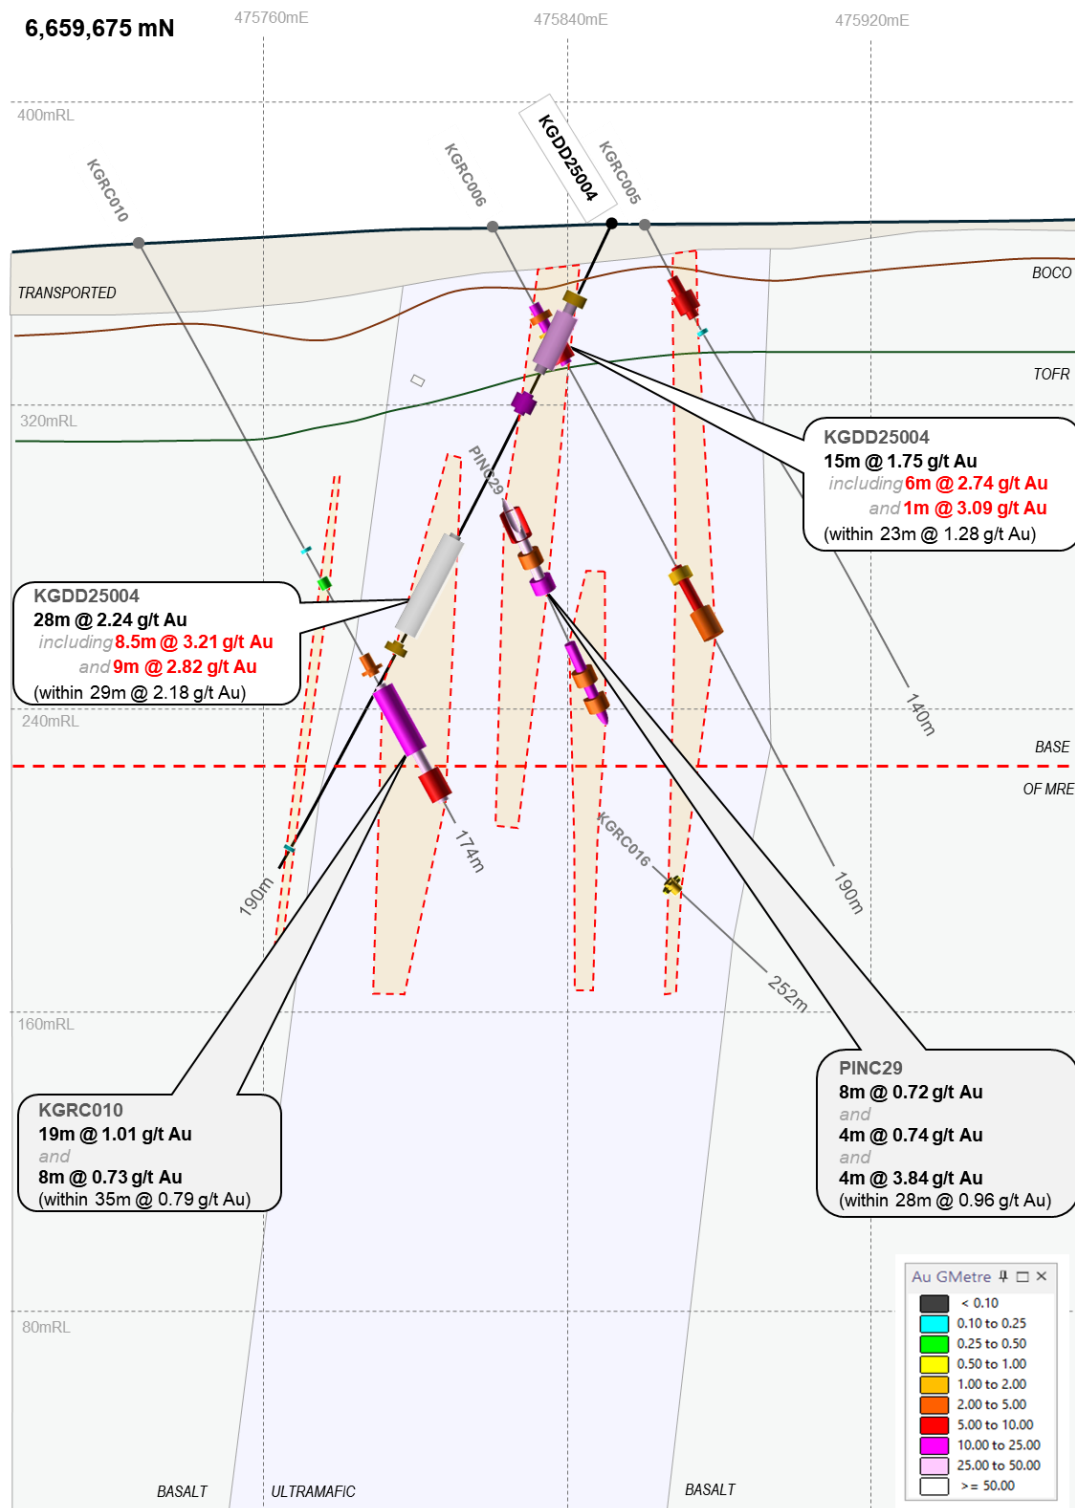 6,659,675 mN
475760mE
475840mE
475920mE
400mRL
KGRC010
KGRC006
KGDD25004
KGRC005
TRANSPORTED
BOCO
TOFR
320mRL
PINC29
KGDD25004
15m @ 1.75 g/t Au
including 6m @ 2.74 g/t Au
and 1m @ 3.09 g/t Au
(within 23m @ 1.28 g/t Au)
KGDD25004
28m @ 2.24 g/t Au
including 8.5m @ 3.21 g/t Au
and 9m @ 2.82 g/t Au
(within 29m @ 2.18 g/t Au)
240mRL
140m
BASE
OF MRE
KGRC016
174m
190m
190m
252m
160mRL
KGRC010
19m @ 1.01 g/t Au
and
8m @ 0.73 g/t Au
(within 35m @ 0.79 g/t Au)
PINC29
8m @ 0.72 g/t Au
and
4m @ 0.74 g/t Au
and
4m @ 3.84 g/t Au
(within 28m @ 0.96 g/t Au)
80mRL
Au GMetre
< 0.10
0.10 to 0.25
0.25 to 0.50
0.50 to 1.00
1.00 to 2.00
2.00 to 5.00
5.00 to 10.00
10.00 to 25.00
25.00 to 50.00
>= 50.00
BASALT
ULTRAMAFIC
BASALT